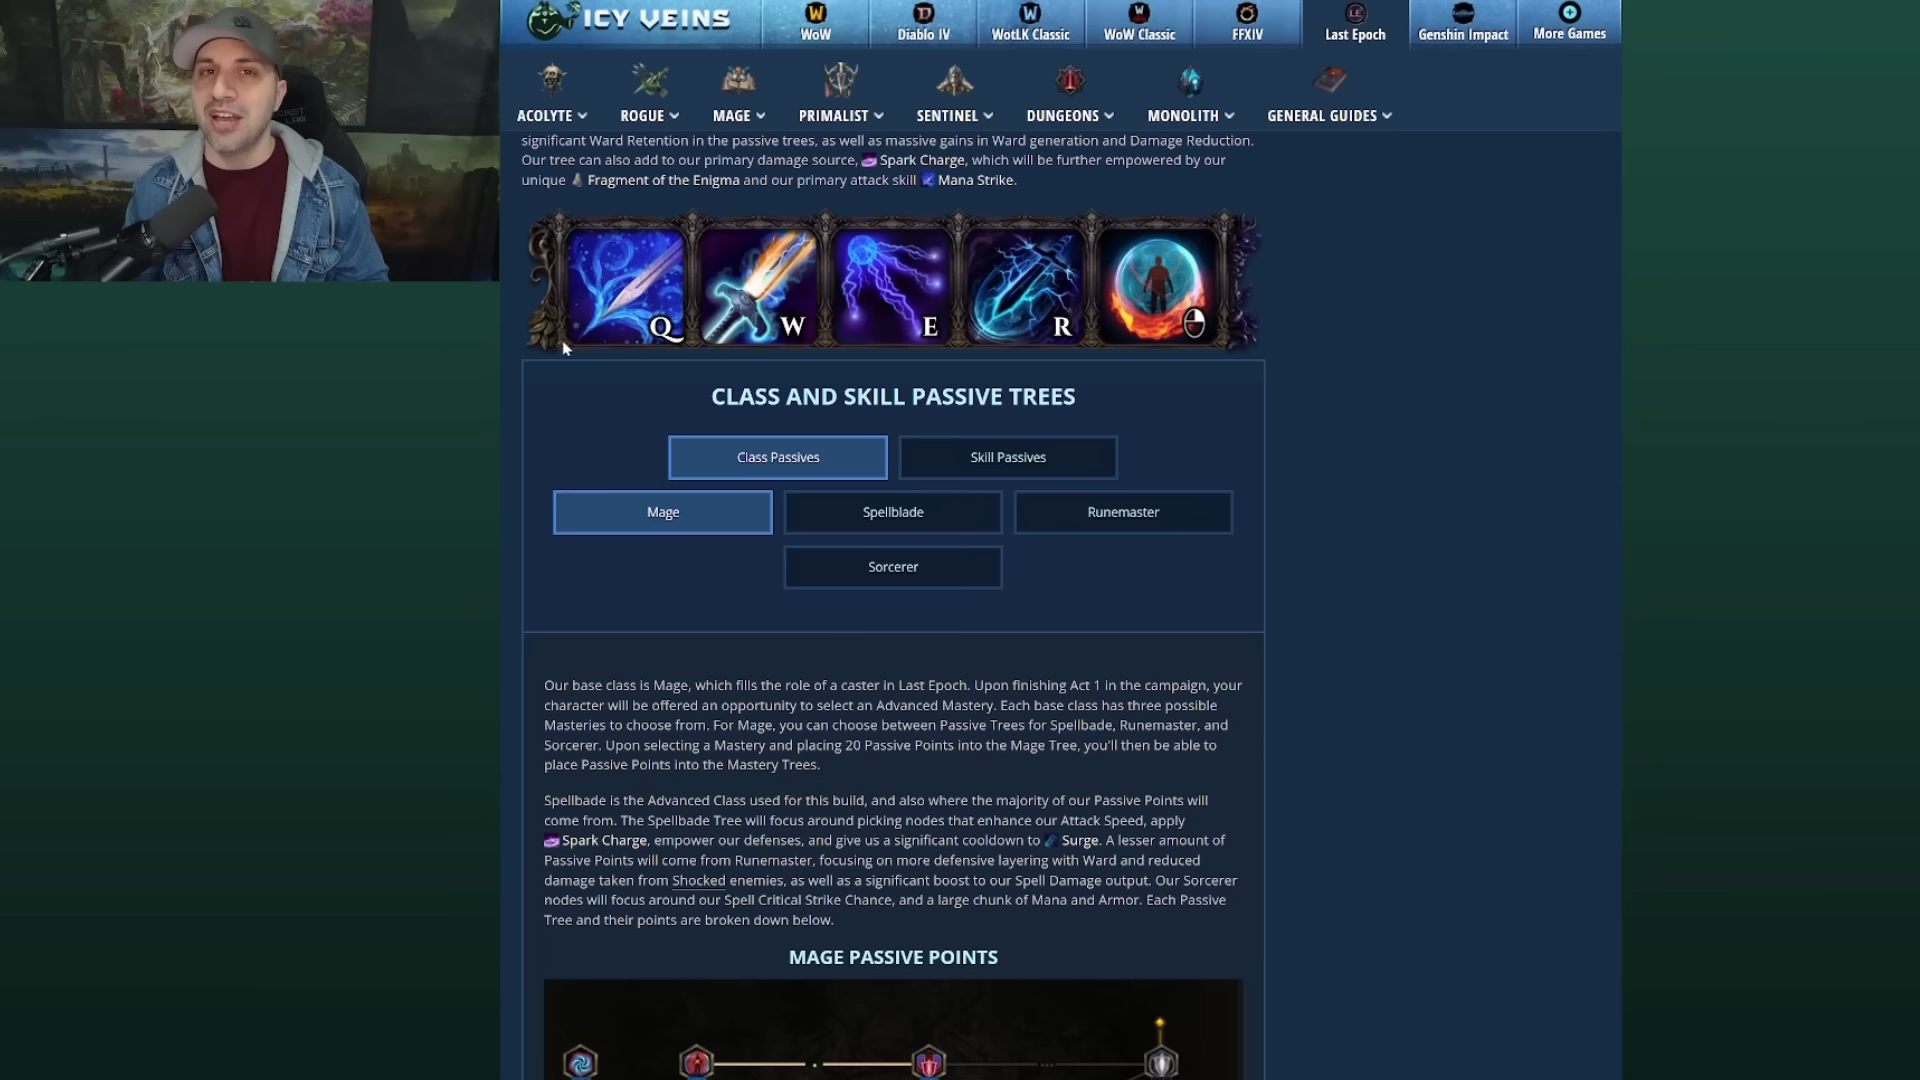 ICY VEINS
WoW
Diablo IV
WotLK Classic
WoW Classic
FFXIV
Last Epoch
Genshin Impact
More Games
ACOLYTE
ROGUE
MAGE
PRIMALIST
SENTINEL
DUNGEONS
MONOLITH
GENERAL GUIDES
significant Ward Retention in the passive trees, as well as massive gains in Ward generation and Damage Reduction.
Our tree can also add to our primary damage source, Spark Charge, which will be further empowered by our
unique Fragment of the Enigma and our primary attack skill Mana Strike.
Q
W
E
R
CLASS AND SKILL PASSIVE TREES
Class Passives
Skill Passives
Mage
Spellblade
Runemaster
Sorcerer
Our base class is Mage, which fills the role of a caster in Last Epoch. Upon finishing Act 1 in the campaign, your
character will be offered an opportunity to select an Advanced Mastery. Each base class has three possible
Masteries to choose from. For Mage, you can choose between Passive Trees for Spellbade, Runemaster, and
Sorcerer. Upon selecting a Mastery and placing 20 Passive Points into the Mage Tree, you'll then be able to
place Passive Points into the Mastery Trees.
Spellbade is the Advanced Class used for this build, and also where the majority of our Passive Points will
come from. The Spellbade Tree will focus around picking nodes that enhance our Attack Speed, apply
Spark Charge, empower our defenses, and give us a significant cooldown to Surge. A lesser amount of
Passive Points will come from Runemaster, focusing on more defensive layering with Ward and reduced
damage taken from Shocked enemies, as well as a significant boost to our Spell Damage output. Our Sorcerer
nodes will focus around our Spell Critical Strike Chance, and a large chunk of Mana and Armor. Each Passive
Tree and their points are broken down below.
MAGE PASSIVE POINTS